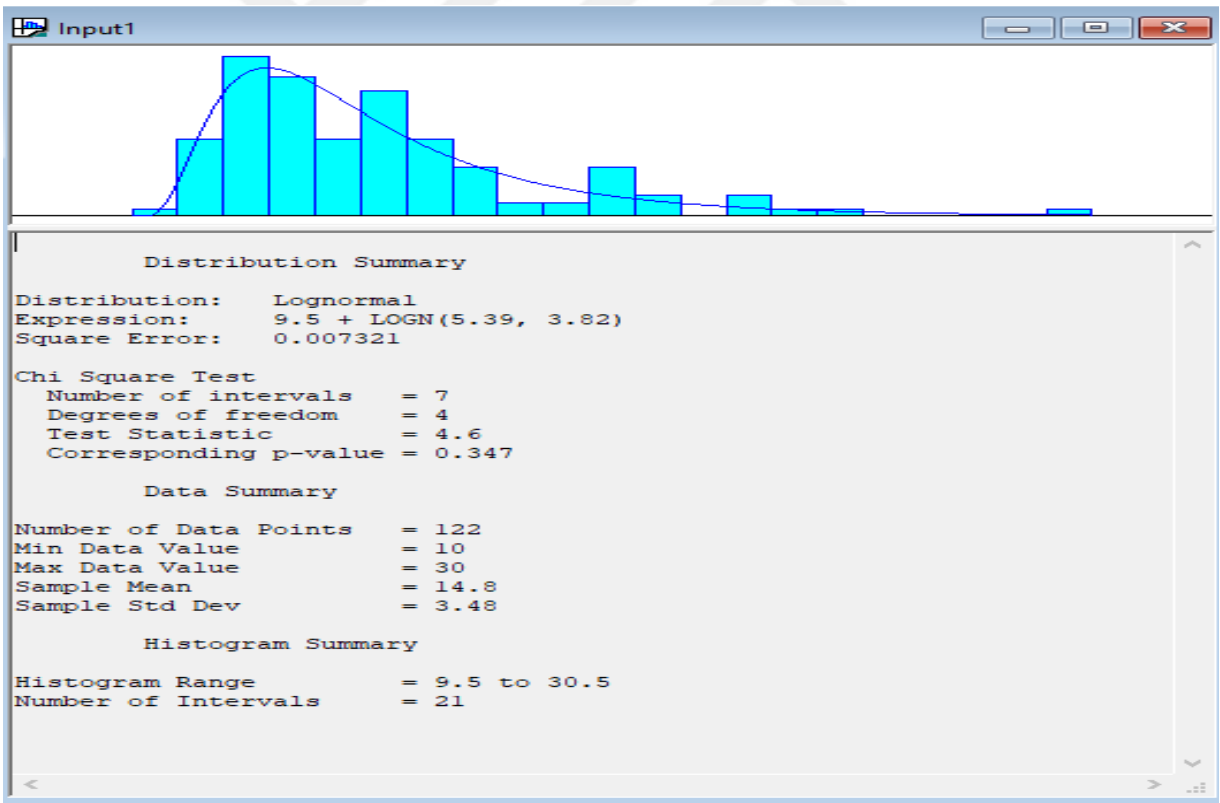 Input1
Distribution Summary
Distribution: Lognormal
Expression: 9.5 + LOGN(5.39, 3.82)
Square Error: 0.007321
Chi Square Test
Number of intervals = 7
Degrees of freedom = 4
Test Statistic = 4.6
Corresponding p-value = 0.347
Data Summary
Number of Data Points = 122
Min Data Value = 10
Max Data Value = 30
Sample Mean = 14.8
Sample Std Dev = 3.48
Histogram Summary
Histogram Range = 9.5 to 30.5
Number of Intervals = 21